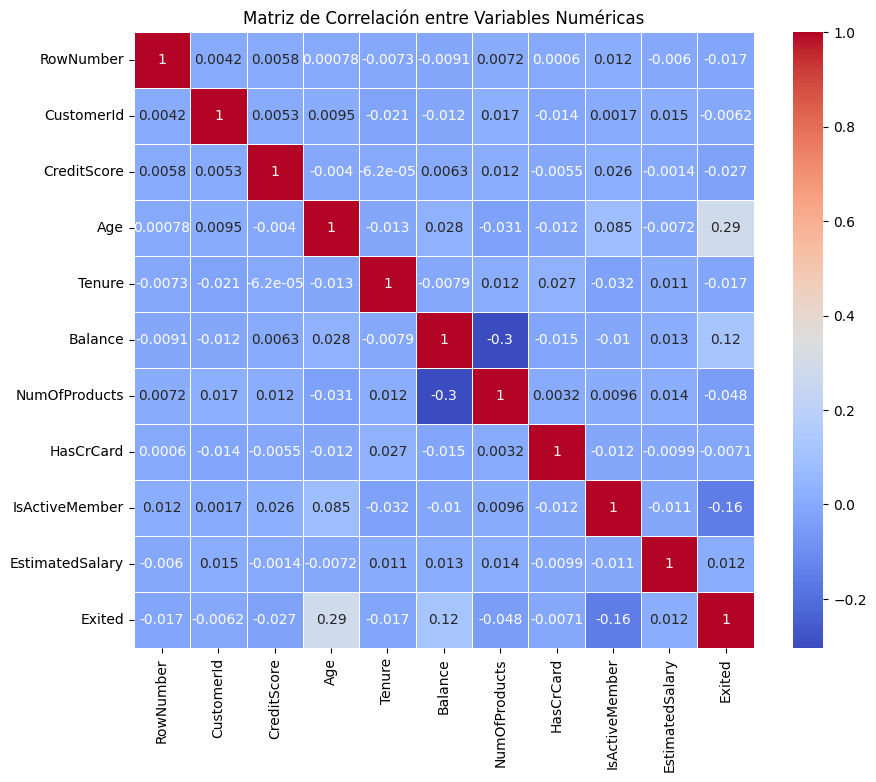 Matriz de Correlación entre Variables Numéricas
RowNumber 1 0.0042 0.0058 0.00078 -0.0073 -0.0091 0.0072 0.0006 0.012 -0.006 -0.017
CustomerId 0.0042 1 0.0053 0.0095 -0.021 -0.012 0.017 -0.014 0.0017 0.015 -0.0062
CreditScore 0.0058 0.0053 1 -0.004 -6.2e-05 0.0063 0.012 -0.0055 0.026 -0.0014 -0.027
Age 0.00078 0.0095 -0.004 1 -0.013 0.028 -0.031 -0.012 0.085 -0.0072 0.29
Tenure -0.0073 -0.021 -6.2e-05 -0.013 1 -0.0079 0.012 0.027 -0.032 0.011 -0.017
Balance -0.0091 -0.012 0.0063 0.028 -0.0079 1 -0.3 -0.015 -0.01 0.013 0.12
NumOfProducts 0.0072 0.017 0.012 -0.031 0.012 -0.3 1 0.0032 0.0096 0.014 -0.048
HasCrCard 0.0006 -0.014 -0.0055 -0.012 0.027 -0.015 0.0032 1 -0.012 -0.0099 -0.0071
IsActiveMember 0.012 0.0017 0.026 0.085 -0.032 -0.01 0.0096 -0.012 1 -0.011 -0.16
EstimatedSalary -0.006 0.015 -0.0014 -0.0072 0.011 0.013 0.014 -0.0099 -0.011 1 0.012
Exited -0.017 -0.0062 -0.027 0.29 -0.017 0.12 -0.048 -0.0071 -0.16 0.012 1
RowNumber
CustomerId
CreditScore
Age
Tenure
Balance
NumOfProducts
HasCrCard
IsActiveMember
EstimatedSalary
Exited
1.0
0.8
0.6
0.4
0.2
0.0
−0.2